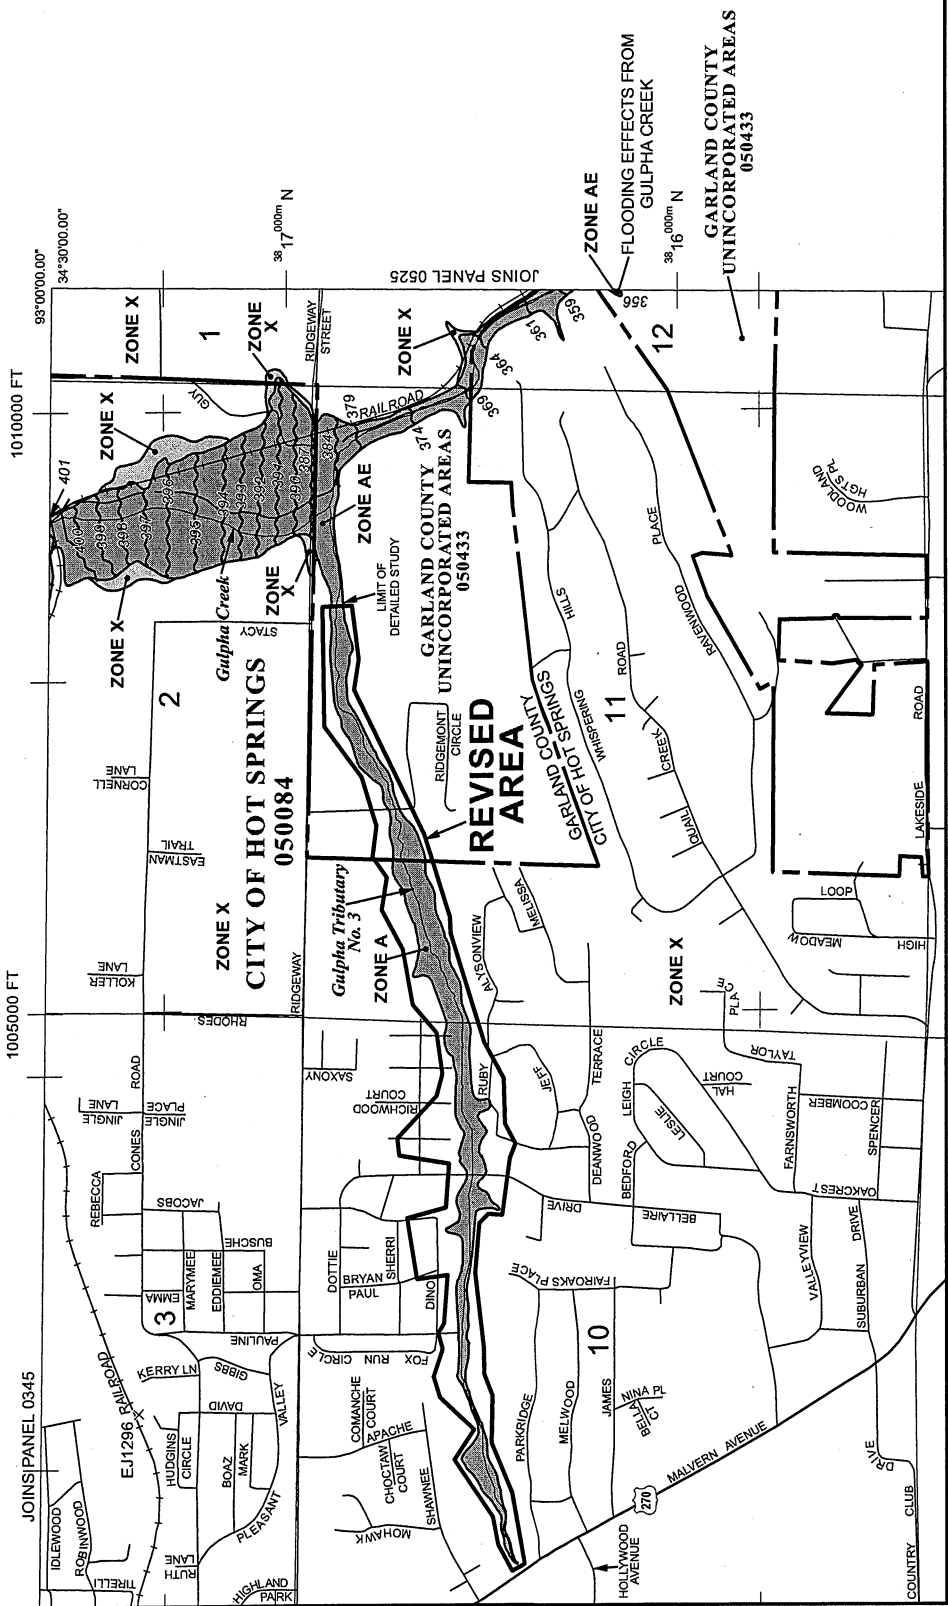 JOINS PANEL 0345
1005000 FT
1010000 FT
93°00'00.00"
34°30'00.00"
38 17 000m N
38 16 000m N
JOINS PANEL 0525
401
400
399
398
397
396
395
394
393
392
391
390
387
384
379
374
369
364
361
359
356
ZONE X
ZONE X
ZONE X
ZONE
X
ZONE
X
ZONE X
ZONE X
ZONE X
1
2
3
10
11
12
GUY
RIDGEWAY
STREET
RAILROAD
Gulpha Creek
ZONE AE
LIMIT OF
DETAILED STUDY
GARLAND COUNTY
UNINCORPORATED AREAS
050433
ZONE AE
FLOODING EFFECTS FROM
GULPHA CREEK
GARLAND COUNTY
UNINCORPORATED AREAS
050433
STACY
CITY OF HOT SPRINGS
050084
CORNELL
LANE
EASTMAN
TRAIL
KOLLER
LANE
RHODES
RIDGEWAY
Gulpha Tributary
No. 3
ZONE A
REVISED
AREA
RIDGEMONT
CIRCLE
GARLAND COUNTY
CITY OF HOT SPRINGS
WHISPERING
HILLS
QUAIL
CREEK
ROAD
RAVENWOOD
PLACE
WOODLAND
HGTS PL
LAKESIDE
ROAD
LOOP
MEADOW
HIGH
MELISSA
ALYSONVIEW
RUBY
JEFF
TERRACE
DEANWOOD
LEIGH
CIRCLE
LESLIE
BEDFORD
HAL
COURT
TAYLOR
PLACE
FARNSWORTH
COOMBER
SPENCER
OAKCREST
VALLEYVIEW
SUBURBAN
DRIVE
BELLAIRE
DRIVE
FAIROAKS PLACE
SAXONY
RICHWOOD
COURT
DOTTIE
BRYAN
PAUL
SHERRI
DINO
FOX RUN CIRCLE
CONES
ROAD
JINGLE
LANE
JINGLE
PLACE
REBECCA
JACOBS
BUSCHE
EMMA
MARYMEE
EDDIEMEE
OMA
PAULINE
KERRY LN
GIBBS
DAVID
VALLEY
PLEASANT
HUDGINS
CIRCLE
BOAZ
MARK
RUTH
LANE
HIGHLAND
PARK
IDLEWOOD
ROBINWOOD
TIRELLI
EJ1296
RAILROAD
COMANCHE
COURT
APACHE
CHOCTAW
COURT
MOHAWK
SHAWNEE
PARKRIDGE
MELWOOD
JAMES
NINA PL
BELLA
CT
270
MALVERN AVENUE
HOLLYWOOD
AVENUE
COUNTRY
CLUB
DRIVE